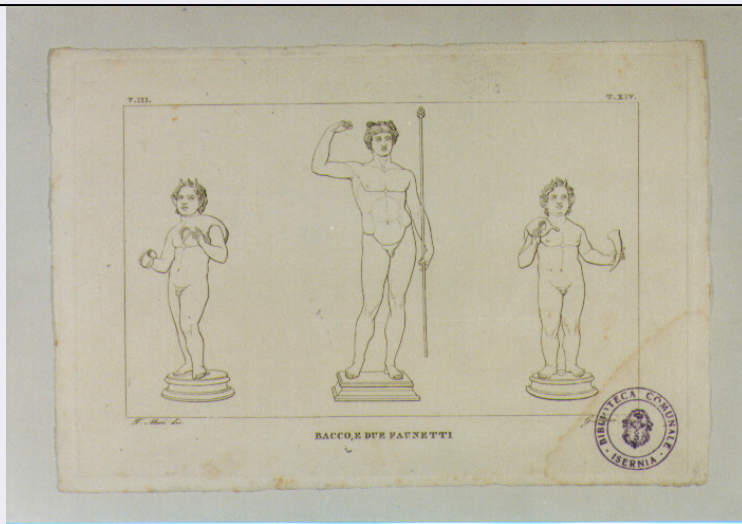 V. III.
T. XIV.
BACCO, E DUE FAUNETTI
BIBLIOTECA COMUNALE
- ISERNIA -